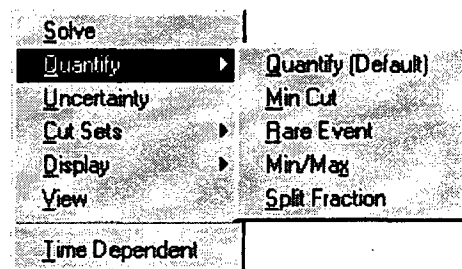 Solve
Quantify
Uncertainty
Cut Sets
Display
View
Time Dependent
Quantify (Default)
Min Cut
Rare Event
Min/Max
Split Fraction